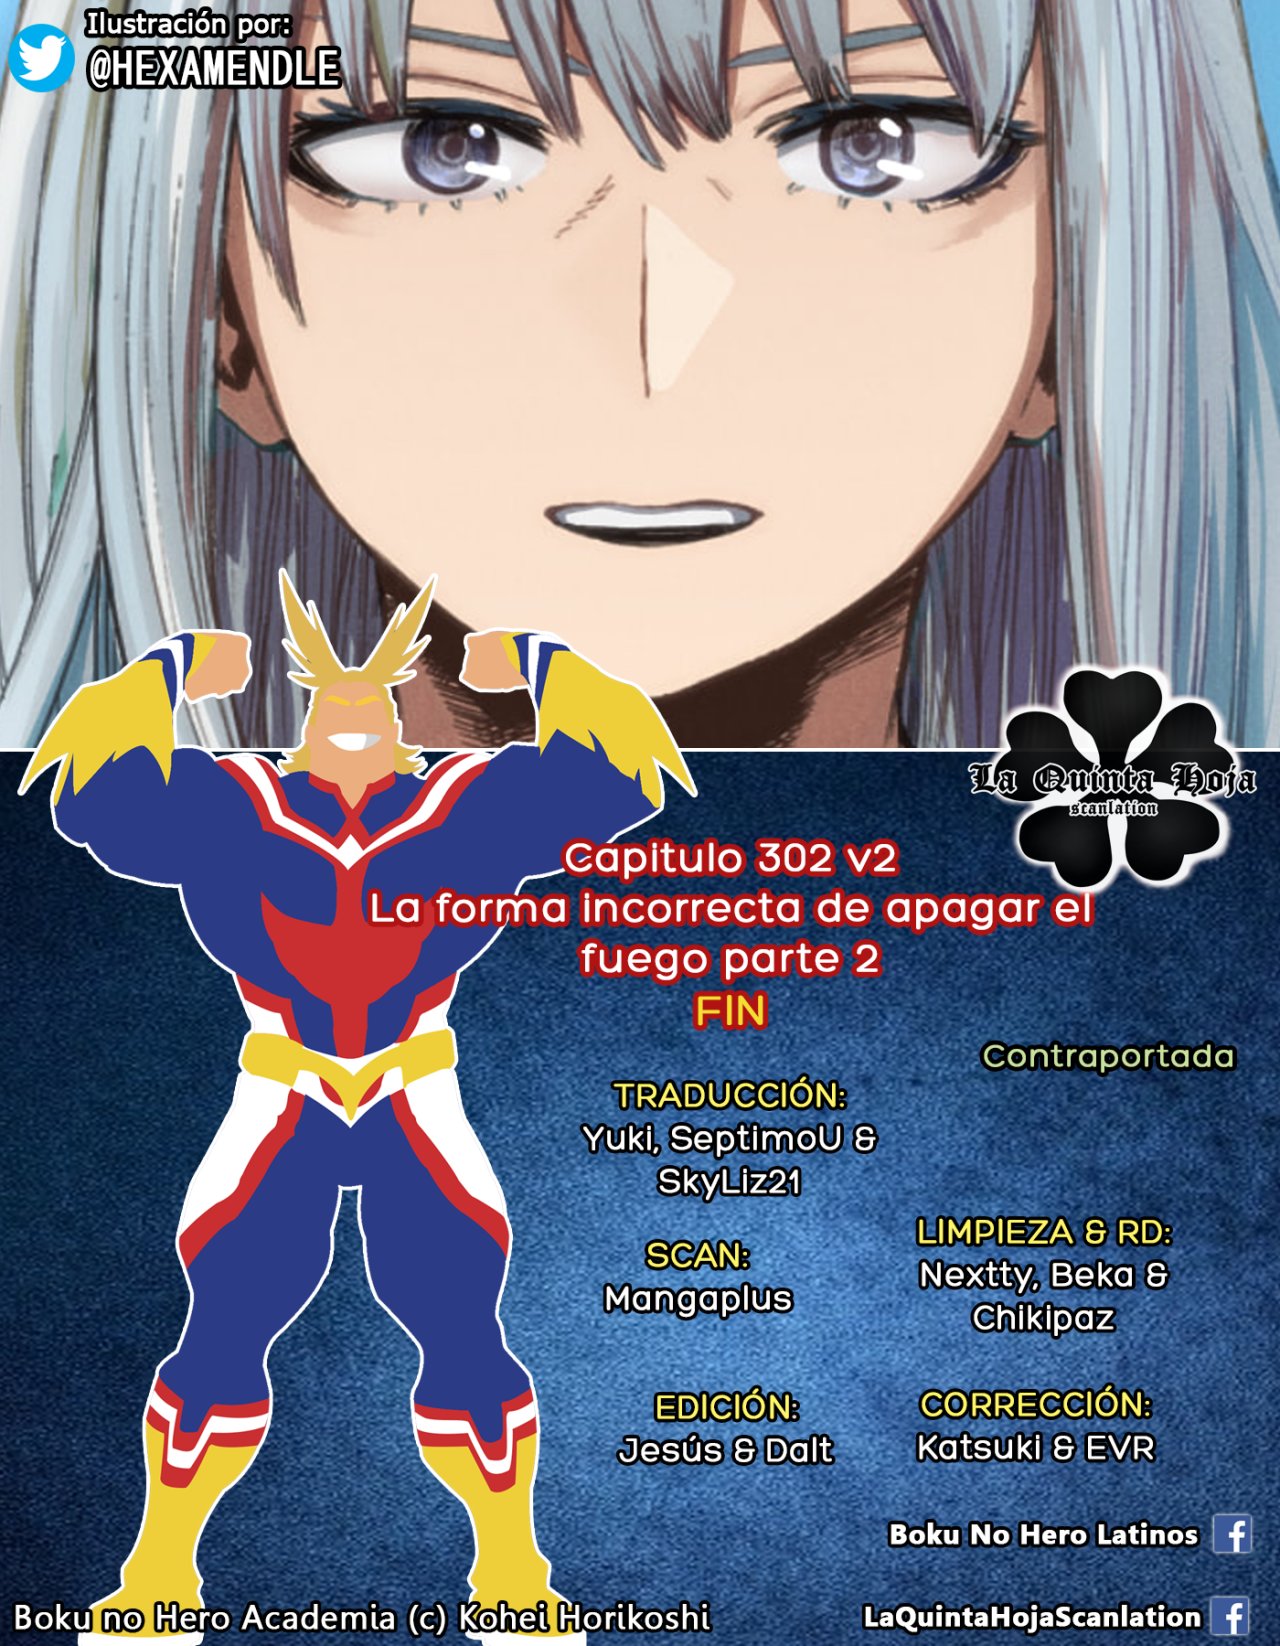 Ilustración por:
@HEXAMENDLE
La Quinta Hoja
scanlation
Capitulo 302 v2
La forma incorrecta de apagar el
fuego parte 2
FIN
Contraportada
TRADUCCIÓN:
Yuki, SeptimoU &
SkyLiz21
SCAN:
Mangaplus
LIMPIEZA & RD:
Nextty, Beka &
Chikipaz
EDICIÓN:
Jesús & Dalt
CORRECCIÓN:
Katsuki & EVR
Boku No Hero Latinos
LaQuintaHojaScanlation
Boku no Hero Academia (c) Kohei Horikoshi